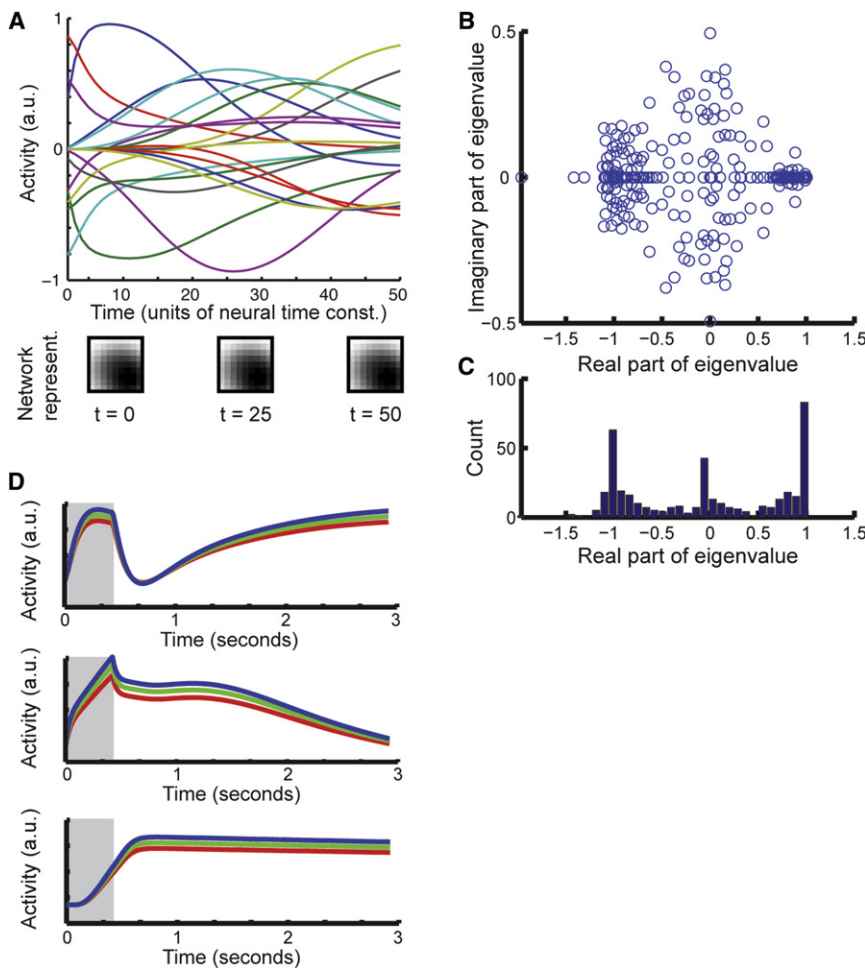 A
1
Activity (a.u.)
0
−1
0 10 20 30 40 50
Time (units of neural time const.)
Network represent.
t = 0 t = 25 t = 50
B
0.5
Imaginary part of eigenvalue
0
−0.5
−1.5 −1 −0.5 0 0.5 1 1.5
Real part of eigenvalue
C
100
Count
50
0
−1.5 −1 −0.5 0 0.5 1 1.5
Real part of eigenvalue
D
Activity (a.u.)
0 1 2 3
Time (seconds)
Activity (a.u.)
0 1 2 3
Time (seconds)
Activity (a.u.)
0 1 2 3
Time (seconds)